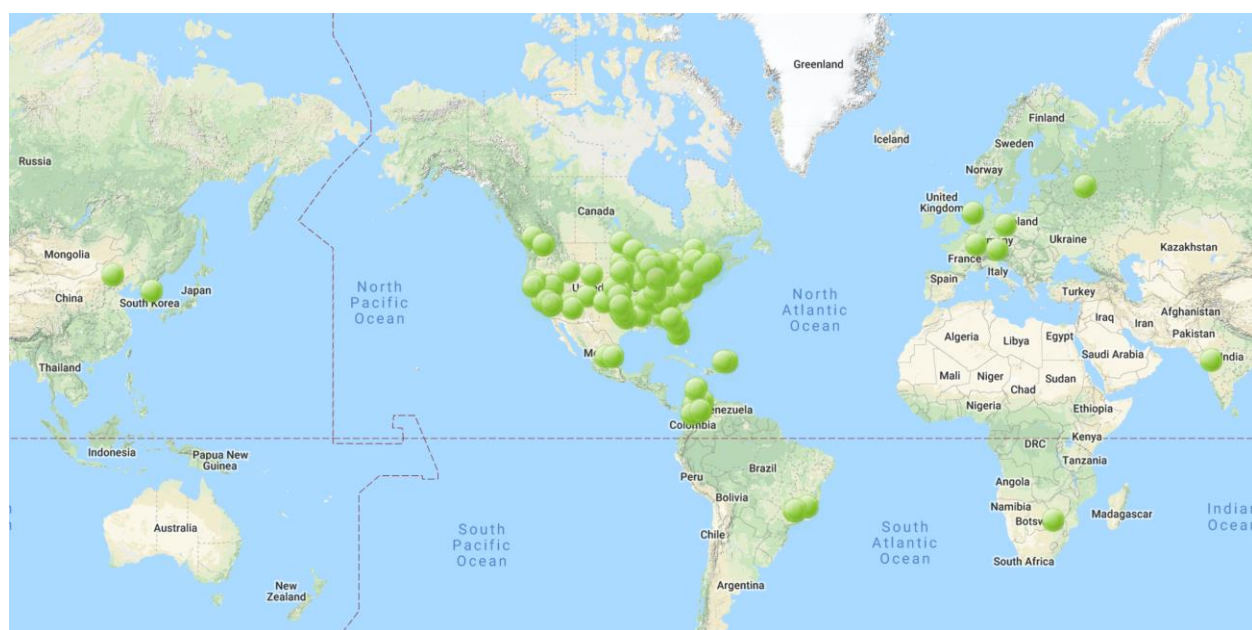 Greenland
Finland
Iceland
Sweden
Russia
Norway
United
Kingdom
Canada
Ukraine
Kazakhstan
Mongolia
France
Italy
North
Pacific
Ocean
North
Atlantic
Ocean
Spain
Turkey
China
South Korea
Japan
Afghanistan
Iraq
Iran
Pakistan
Algeria
Libya
Egypt
Saudi Arabia
Thailand
Mali
Niger
Chad
Sudan
Nigeria
Ethiopia
Colombia
Indonesia
Papua New
Guinea
DRC
Kenya
Tanzania
Peru
Brazil
Bolivia
Angola
Namibia
Madagascar
Australia
South
Pacific
Ocean
Chile
South
Atlantic
Ocean
South Africa
New
Zealand
Argentina